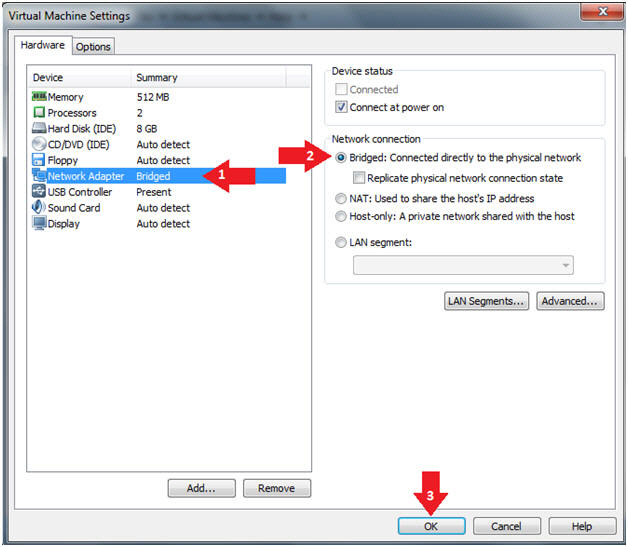 Virtual Machine Settings
X
Hardware
Options
Device Summary
Memory 512 MB
Processors 2
Hard Disk (IDE) 8 GB
CD/DVD (IDE) Auto detect
Floppy Auto detect
Network Adapter Bridged
USB Controller Present
Sound Card Auto detect
Display Auto detect
1
Add...
Remove
Device status
Connected
Connect at power on
Network connection
2
Bridged: Connected directly to the physical network
Replicate physical network connection state
NAT: Used to share the host's IP address
Host-only: A private network shared with the host
LAN segment:
LAN Segments...
Advanced...
3
OK
Cancel
Help